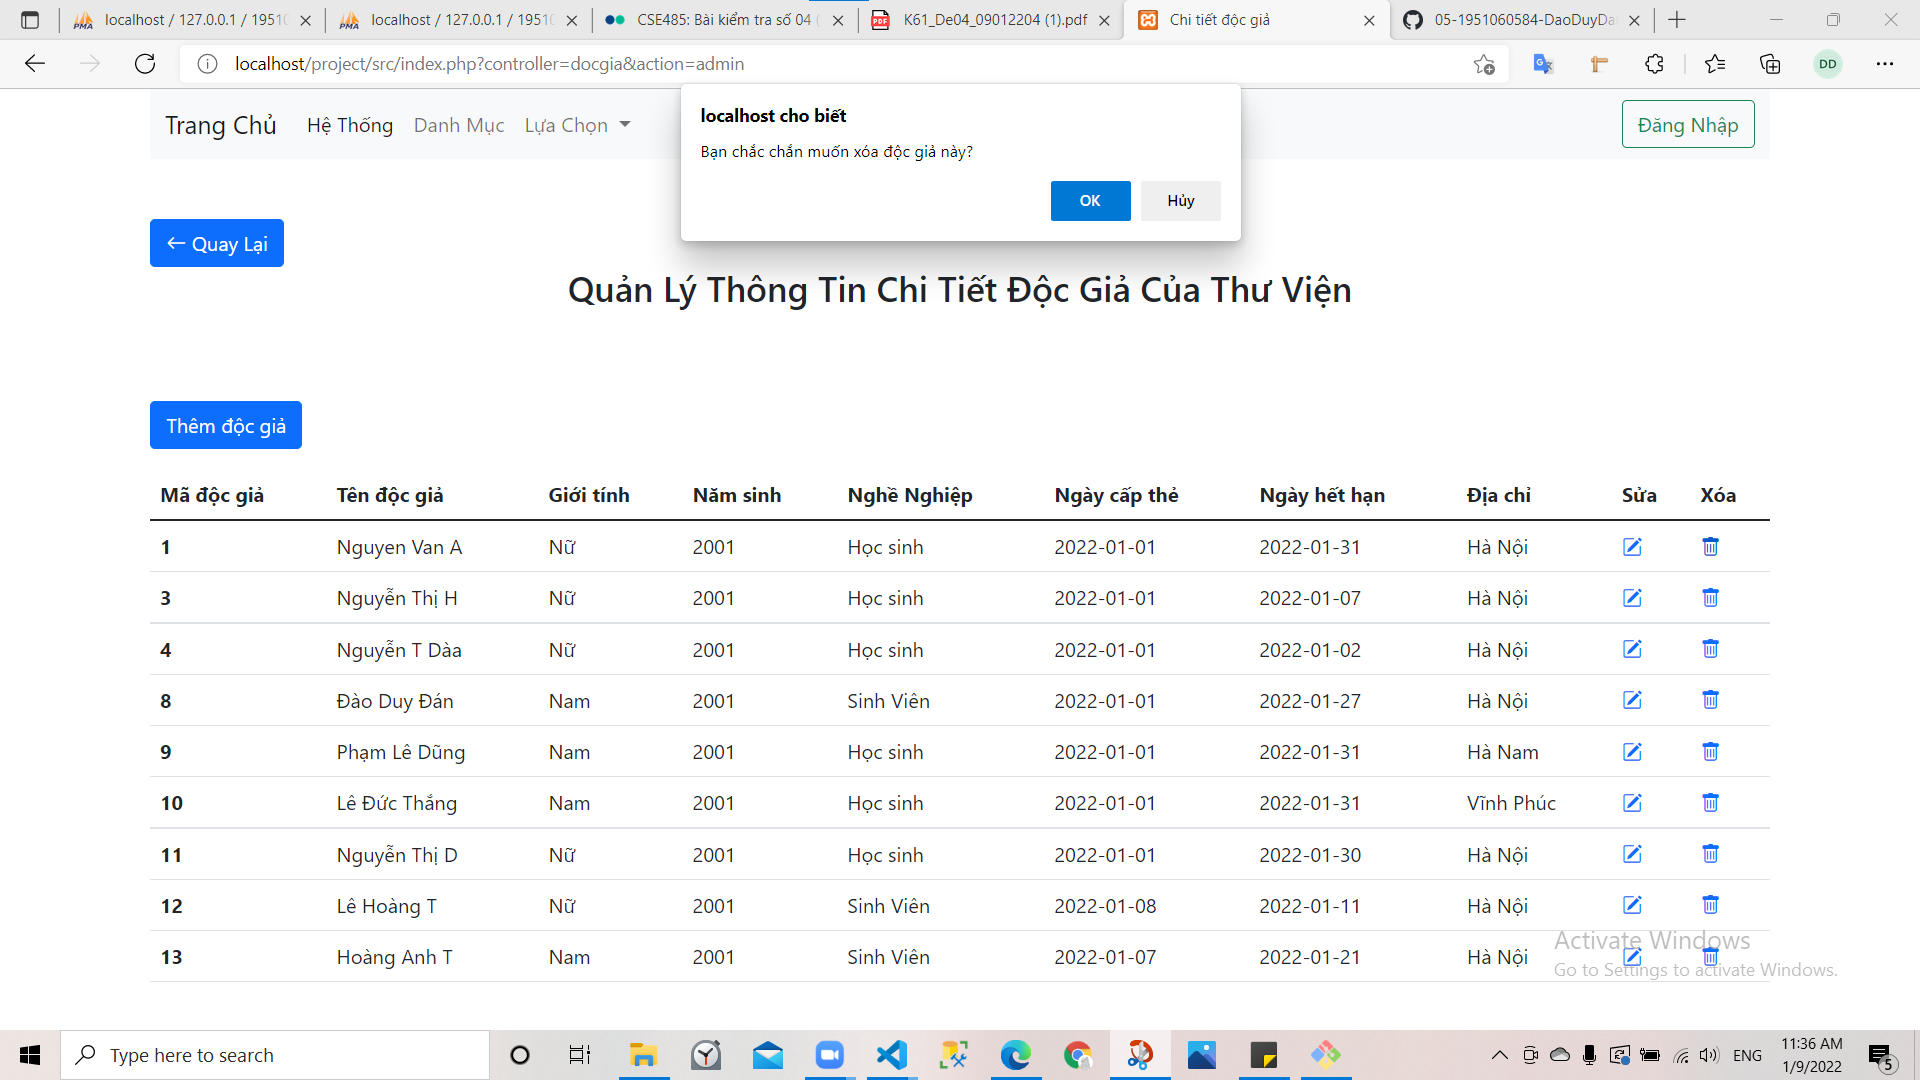 localhost / 127.0.0.1 / 1951
localhost / 127.0.0.1 / 1951
CSE485: Bài kiểm tra số 04
K61_De04_09012204 (1).pdf
Chi tiết độc giả
05-1951060584-DaoDuyDa
localhost/project/src/index.php?controller=docgia&action=admin
DD
localhost cho biết
Bạn chắc chắn muốn xóa độc giả này?
OK Hủy
Trang Chủ Hệ Thống Danh Mục Lựa Chọn Đăng Nhập
← Quay Lại
Quản Lý Thông Tin Chi Tiết Độc Giả Của Thư Viện
Thêm độc giả
Mã độc giả Tên độc giả Giới tính Năm sinh Nghề Nghiệp Ngày cấp thẻ Ngày hết hạn Địa chỉ Sửa Xóa
1 Nguyen Van A Nữ 2001 Học sinh 2022-01-01 2022-01-31 Hà Nội
3 Nguyễn Thị H Nữ 2001 Học sinh 2022-01-01 2022-01-07 Hà Nội
4 Nguyễn T Dàa Nữ 2001 Học sinh 2022-01-01 2022-01-02 Hà Nội
8 Đào Duy Đán Nam 2001 Sinh Viên 2022-01-01 2022-01-27 Hà Nội
9 Phạm Lê Dũng Nam 2001 Học sinh 2022-01-01 2022-01-31 Hà Nam
10 Lê Đức Thắng Nam 2001 Học sinh 2022-01-01 2022-01-31 Vĩnh Phúc
11 Nguyễn Thị D Nữ 2001 Học sinh 2022-01-01 2022-01-30 Hà Nội
12 Lê Hoàng T Nữ 2001 Sinh Viên 2022-01-08 2022-01-11 Hà Nội
13 Hoàng Anh T Nam 2001 Sinh Viên 2022-01-07 2022-01-21 Hà Nội
Activate Windows
Go to Settings to activate Windows.
Type here to search
ENG
11:36 AM
1/9/2022
5